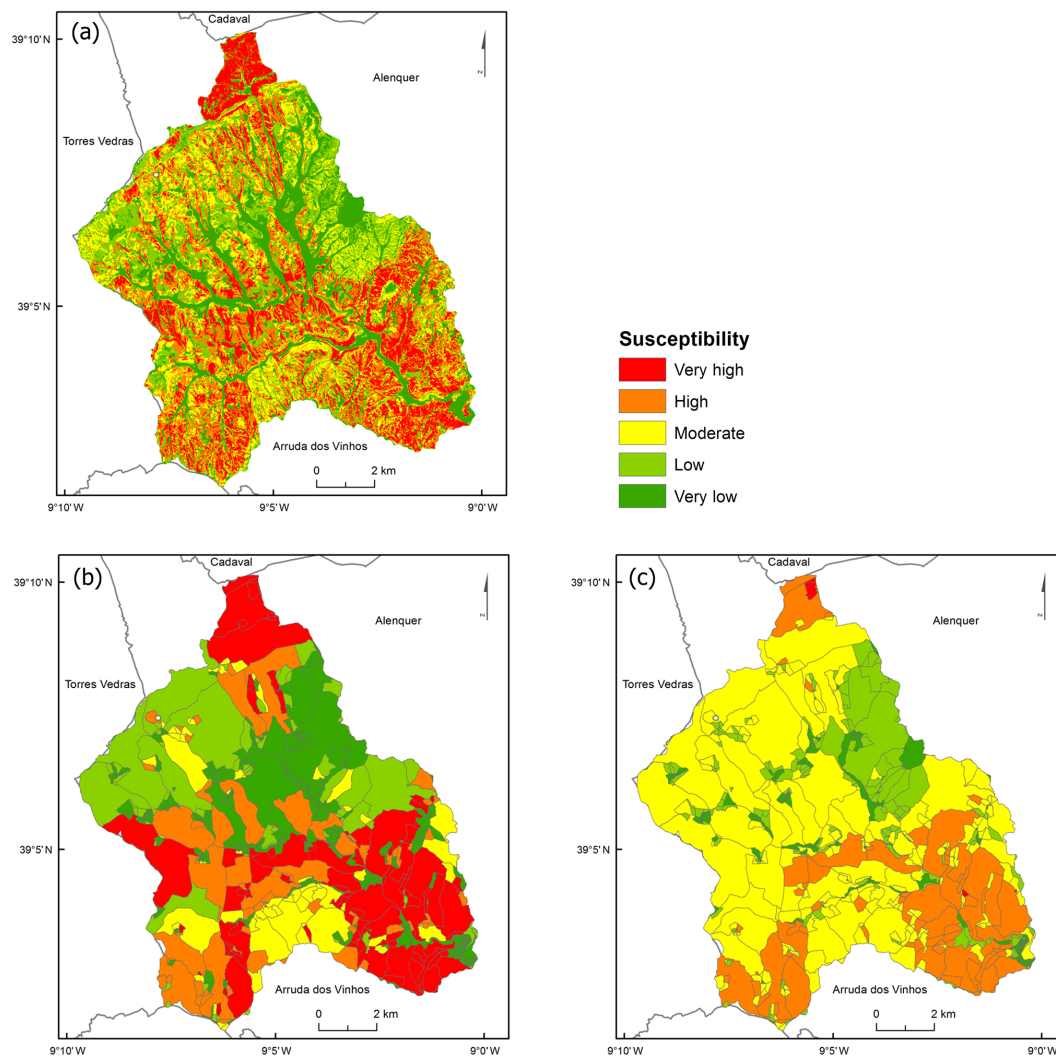 (a)
Cadaval
Alenquer
Torres Vedras
Arruda dos Vinhos
0 2 km
z
39°10'N
39°5'N
9°10'W 9°5'W 9°0'W
Susceptibility
Very high
High
Moderate
Low
Very low
(b)
Cadaval
Alenquer
Torres Vedras
Arruda dos Vinhos
0 2 km
z
39°10'N
39°5'N
9°10'W 9°5'W 9°0'W
(c)
Cadaval
Alenquer
Torres Vedras
Arruda dos Vinhos
0 2 km
z
39°10'N
39°5'N
9°10'W 9°5'W 9°0'W